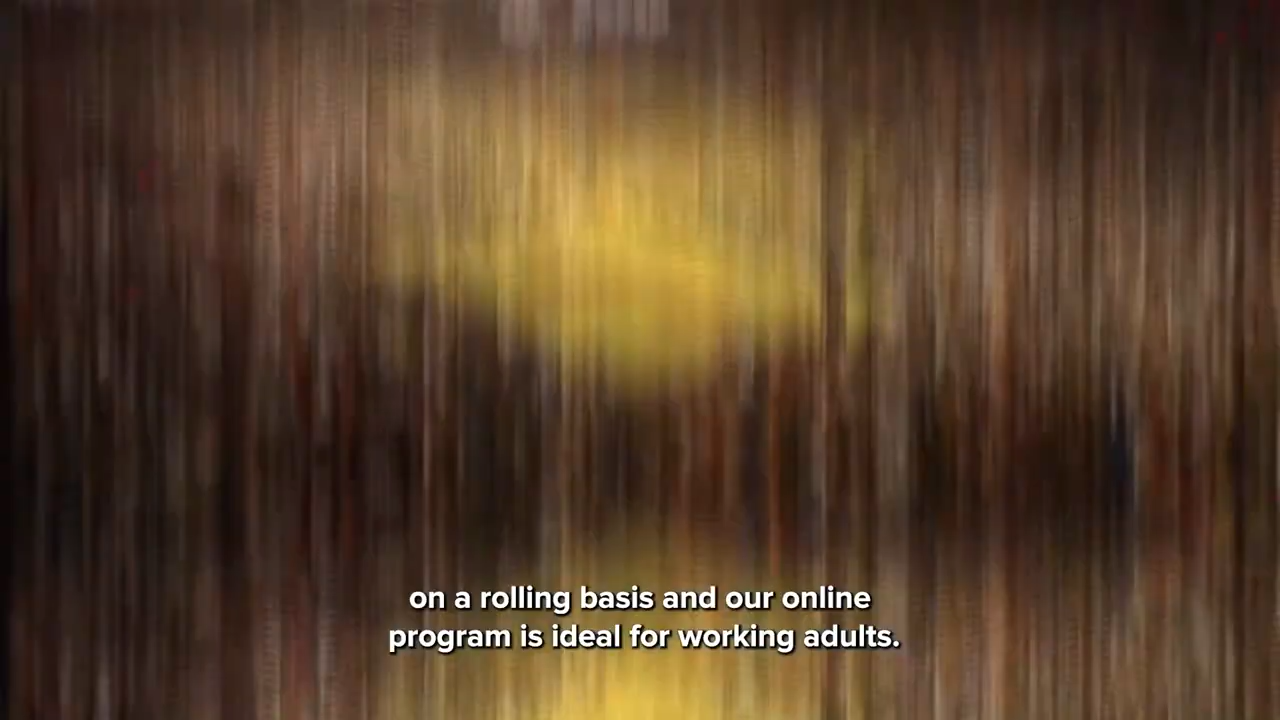 on a rolling basis and our online
program is ideal for working adults.